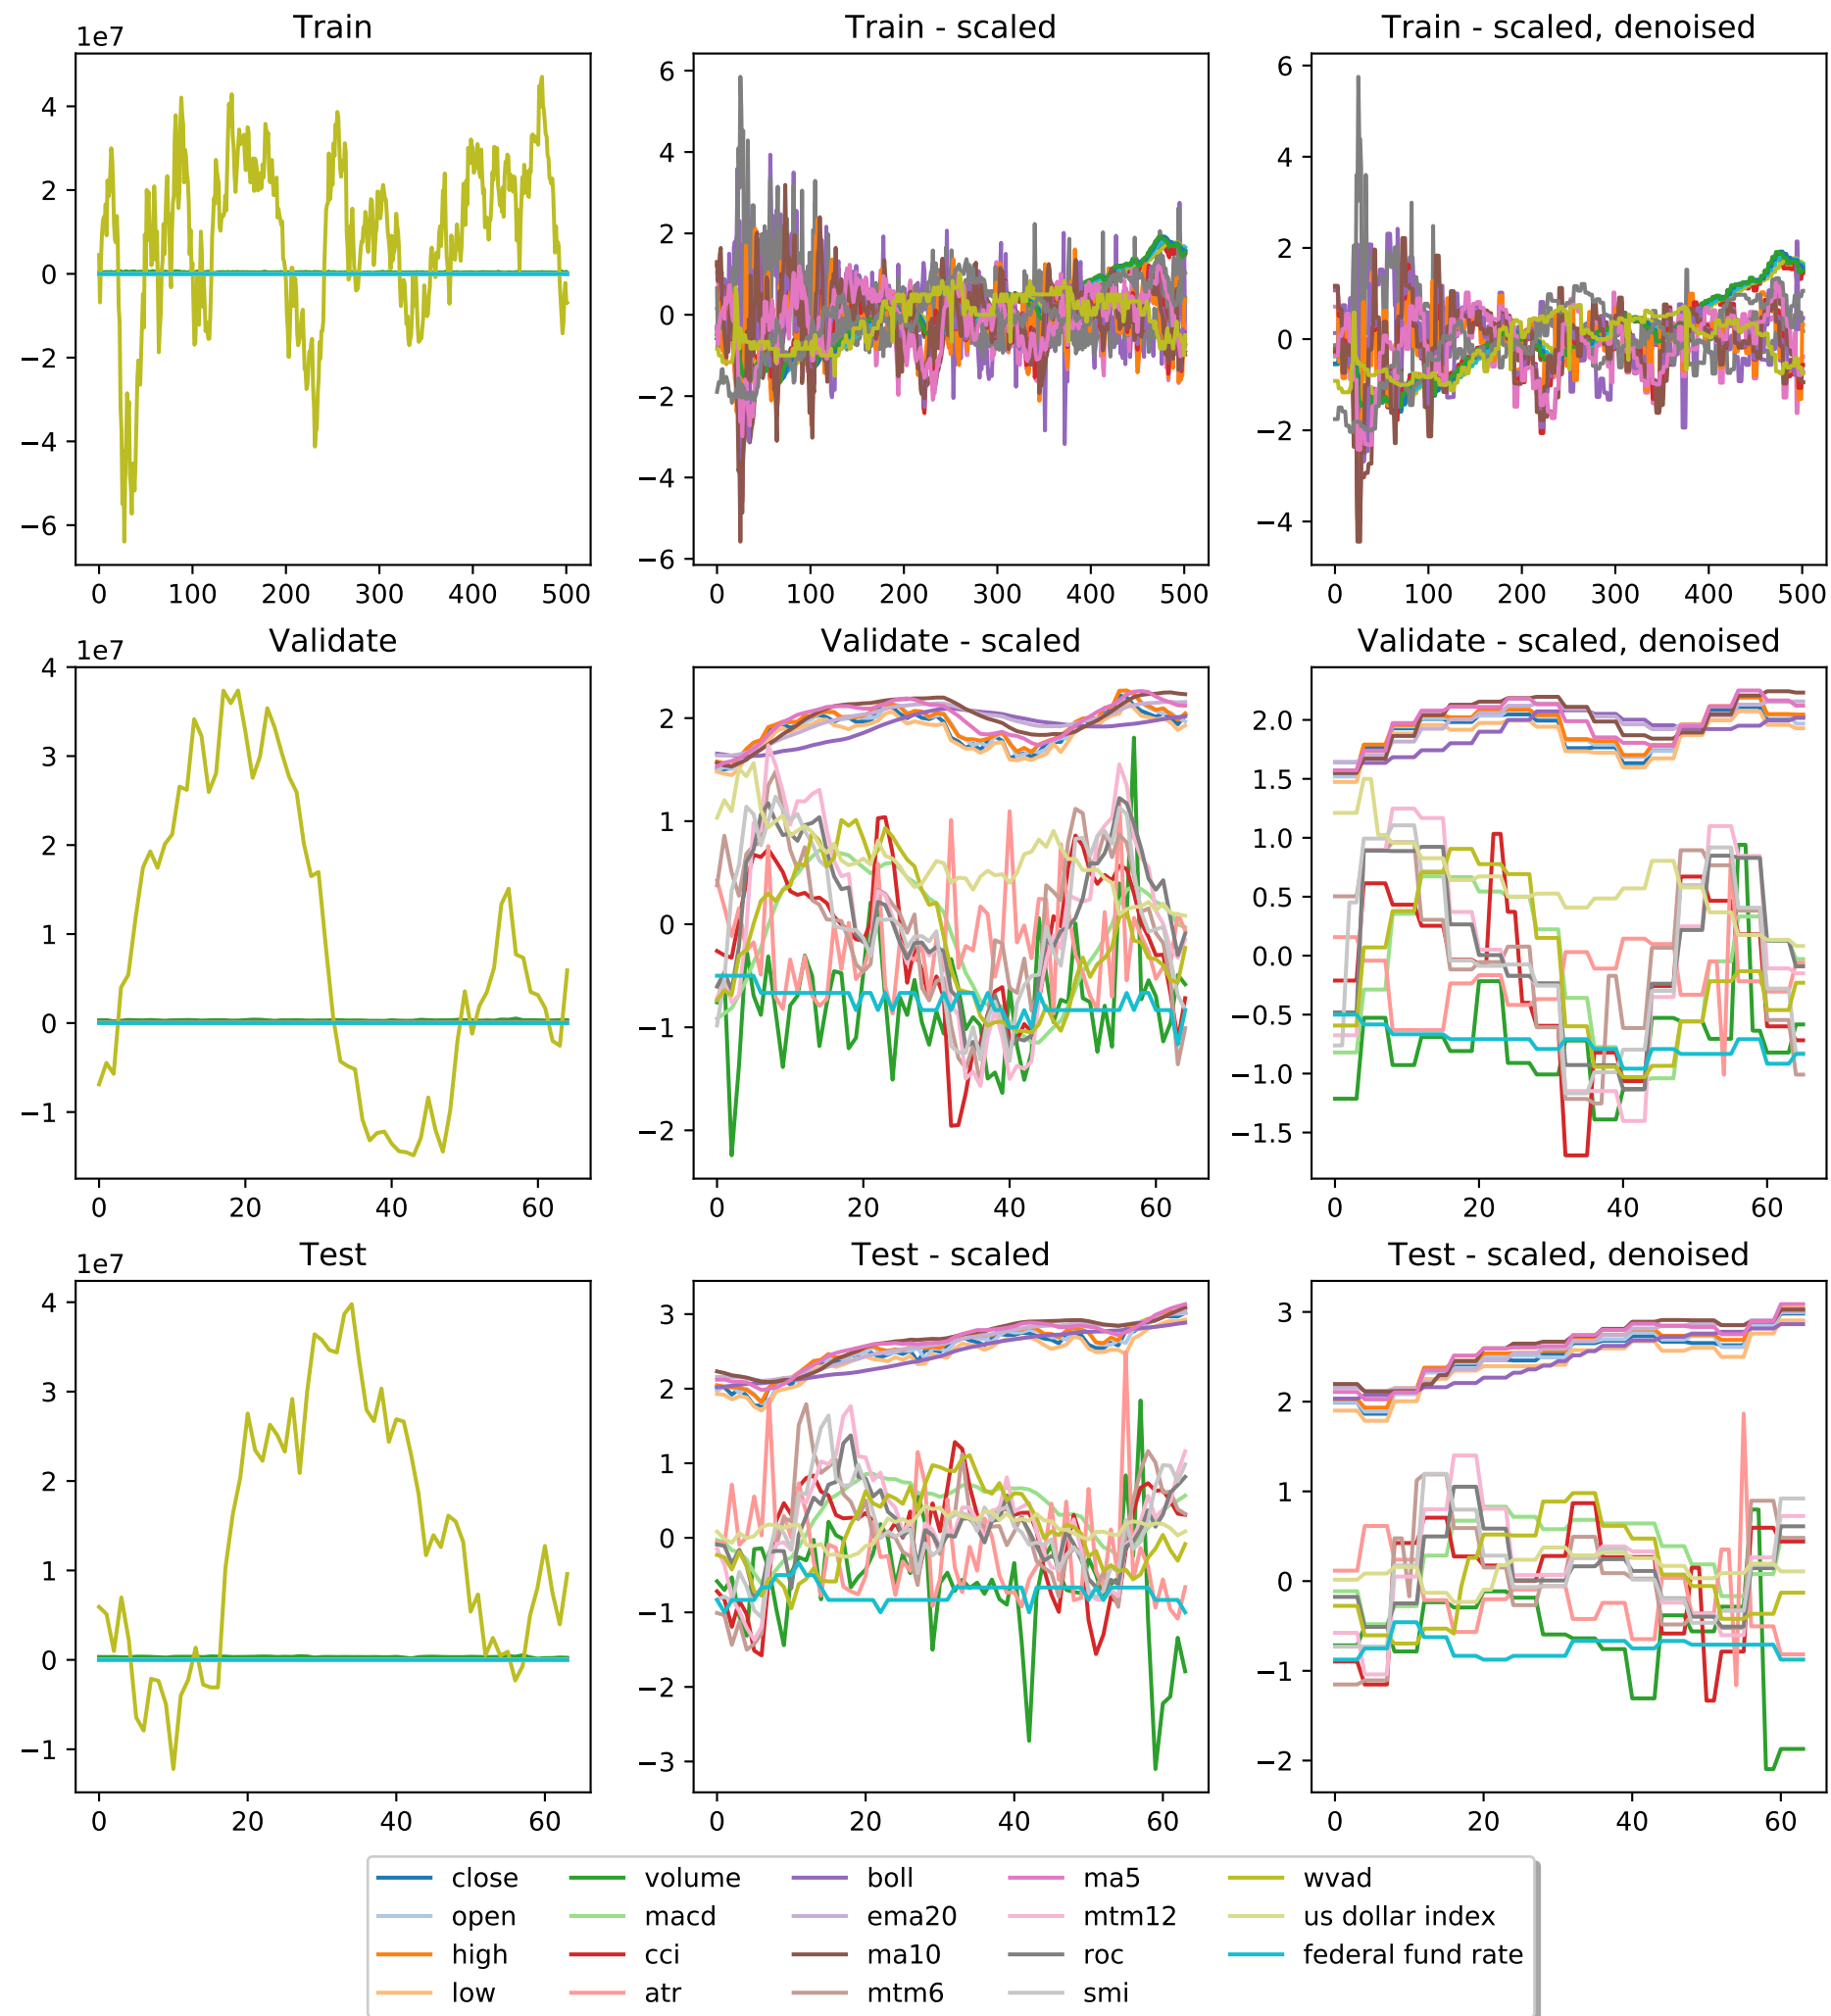 Train
Train - scaled
Train - scaled, denoised
1e7
4
2
0
−2
−4
−6
0 100 200 300 400 500
6
4
2
0
−2
−4
−6
0 100 200 300 400 500
6
4
2
0
−2
−4
0 100 200 300 400 500
Validate
Validate - scaled
Validate - scaled, denoised
1e7
4
3
2
1
0
−1
0 20 40 60
2
1
0
−1
−2
0 20 40 60
2.0
1.5
1.0
0.5
0.0
−0.5
−1.0
−1.5
0 20 40 60
Test
Test - scaled
Test - scaled, denoised
1e7
4
3
2
1
0
−1
0 20 40 60
3
2
1
0
−1
−2
−3
0 20 40 60
3
2
1
0
−1
−2
0 20 40 60
close
open
high
low
volume
macd
cci
atr
boll
ema20
ma10
mtm6
ma5
mtm12
roc
smi
wvad
us dollar index
federal fund rate